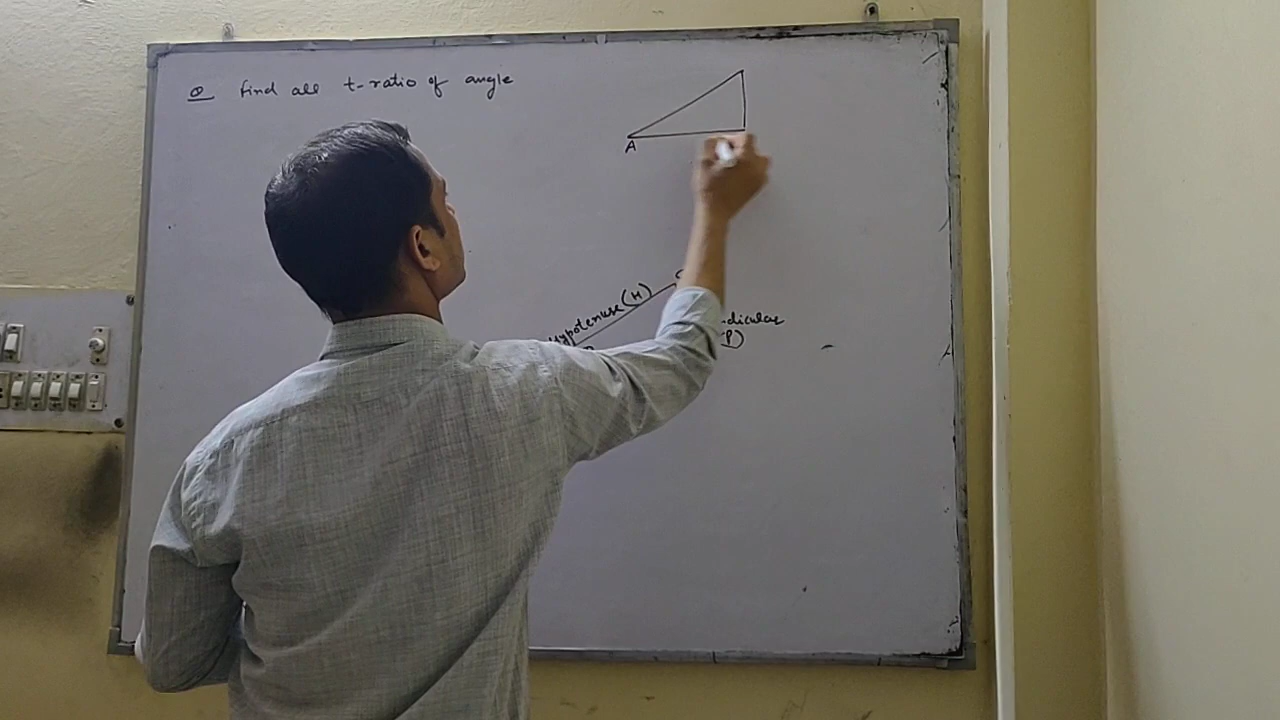 Q find all t-ratio of angle
A
Hypotenuse (H)